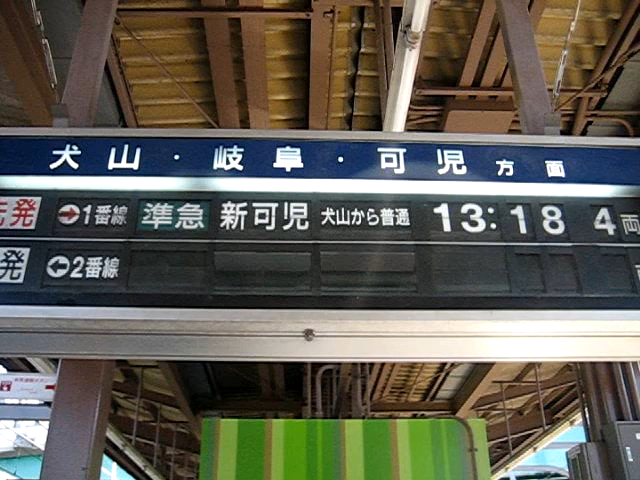 犬山・岐阜・可児方面
先発 1番線 準急 新可児 犬山から普通 13:18 4両
発 2番線